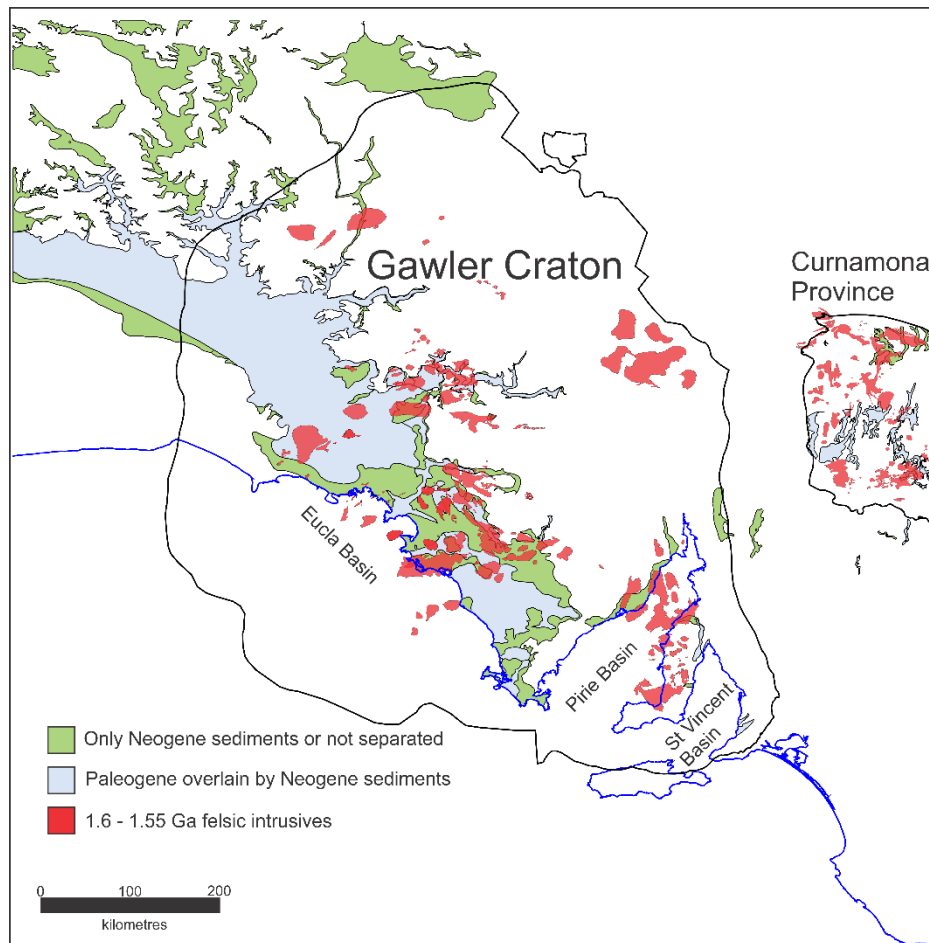 Gawler Craton
Curnamona
Province
Eucla Basin
Pirie Basin
St Vincent
Basin
Only Neogene sediments or not separated
Paleogene overlain by Neogene sediments
1.6 - 1.55 Ga felsic intrusives
0 100 200
kilometres